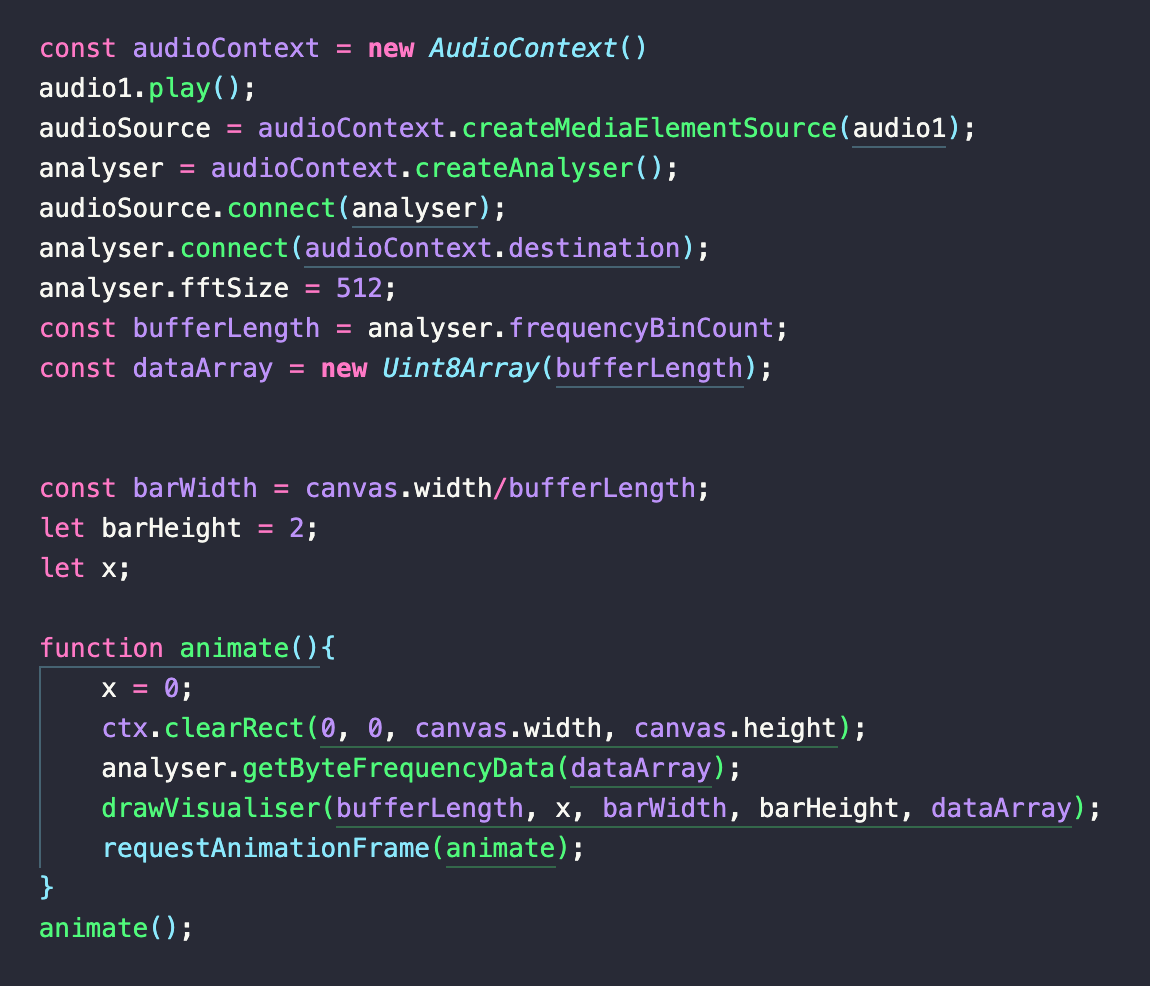 const audioContext = new AudioContext()
audio1.play();
audioSource = audioContext.createMediaElementSource(audio1);
analyser = audioContext.createAnalyser();
audioSource.connect(analyser);
analyser.connect(audioContext.destination);
analyser.fftSize = 512;
const bufferLength = analyser.frequencyBinCount;
const dataArray = new Uint8Array(bufferLength);
const barWidth = canvas.width/bufferLength;
let barHeight = 2;
let x;
function animate(){
    x = 0;
    ctx.clearRect(0, 0, canvas.width, canvas.height);
    analyser.getByteFrequencyData(dataArray);
    drawVisualiser(bufferLength, x, barWidth, barHeight, dataArray);
    requestAnimationFrame(animate);
}
animate();